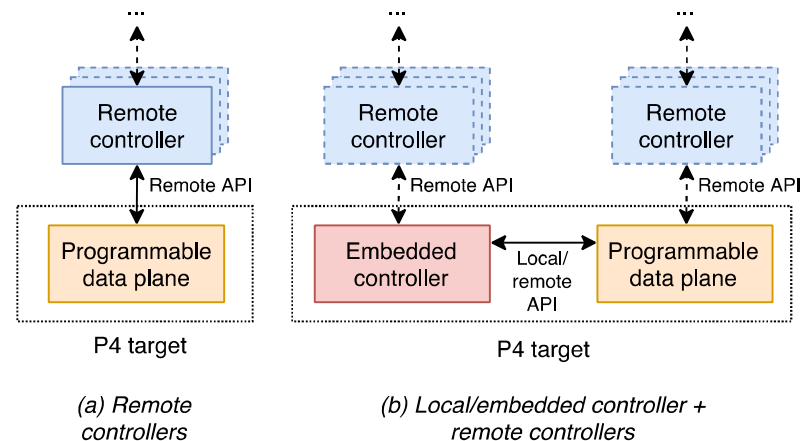 ...
Remote
controller
Remote API
Programmable
data plane
P4 target
(a) Remote
controllers
...
Remote
controller
Remote API
...
Remote
controller
Remote API
Embedded
controller
Local/
remote
API
Programmable
data plane
P4 target
(b) Local/embedded controller +
remote controllers